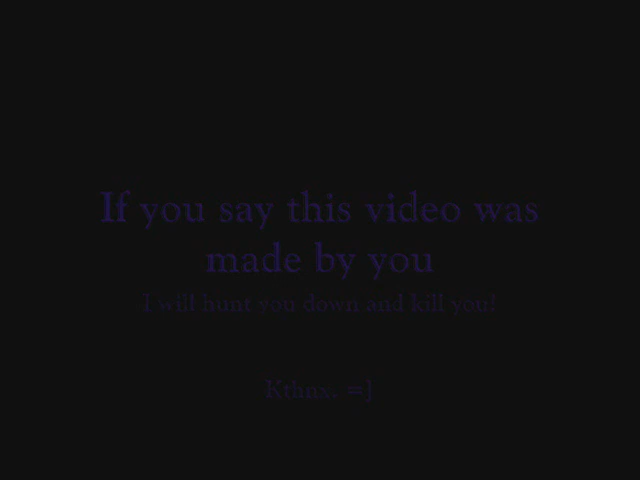 If you say this video was
made by you
I will hunt you down and kill you!
Kthnx. =]